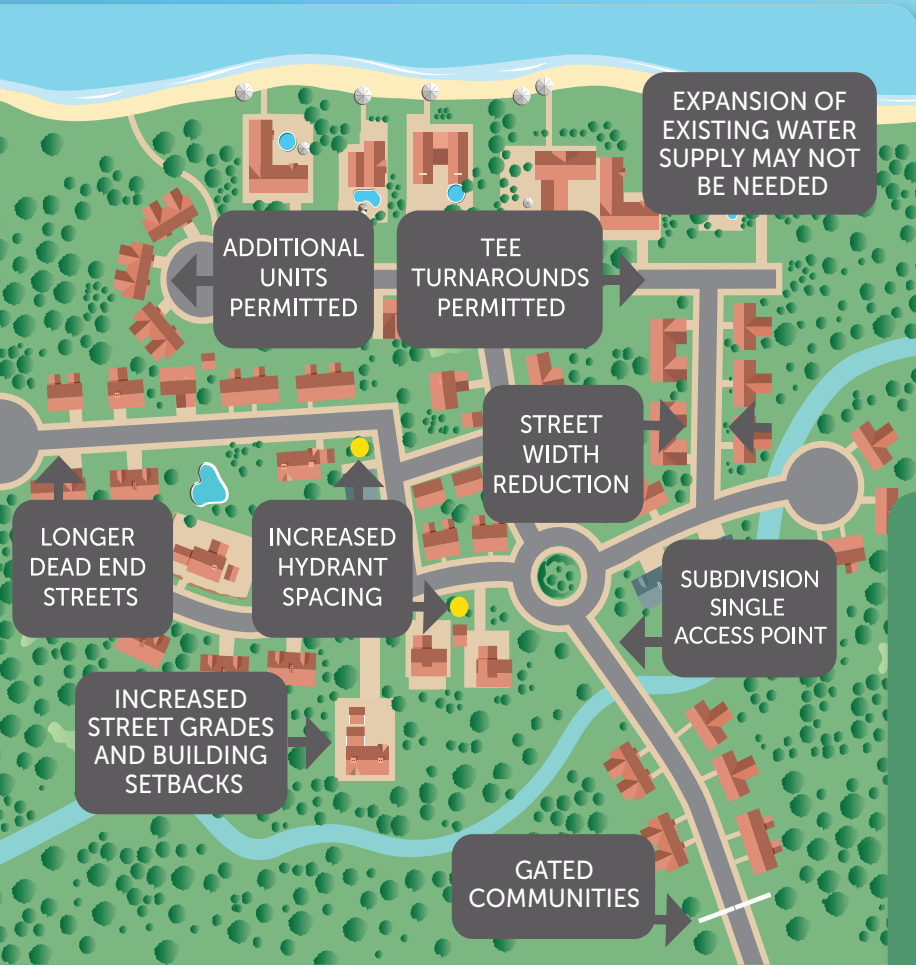 EXPANSION OF
EXISTING WATER
SUPPLY MAY NOT
BE NEEDED
ADDITIONAL
UNITS
PERMITTED
TEE
TURNAROUNDS
PERMITTED
STREET
WIDTH
REDUCTION
LONGER
DEAD END
STREETS
INCREASED
HYDRANT
SPACING
SUBDIVISION
SINGLE
ACCESS POINT
INCREASED
STREET GRADES
AND BUILDING
SETBACKS
GATED
COMMUNITIES